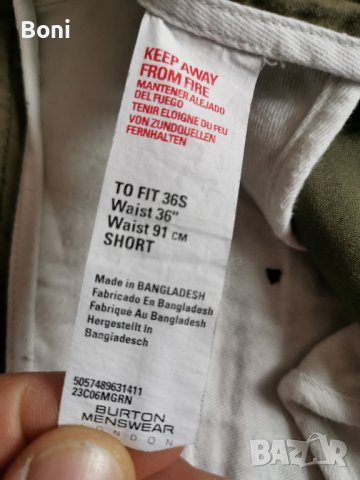 Boni
KEEP AWAY
FROM FIRE
MANTENER ALEJADO
DEL FUEGO
TENIR ELOIGNE DU FEU
VON ZUNDQUELLEN
FERNHALTEN
TO FIT 36S
Waist 36"
Waist 91 CM
SHORT
Made in BANGLADESH
Fabricado En Bangladesh
Fabriqué Au Bangladesh
Hergestellt In
Bangladesch
5057489631411
23C06MGRN
BURTON
MENSWEAR
LONDON
BAZAR